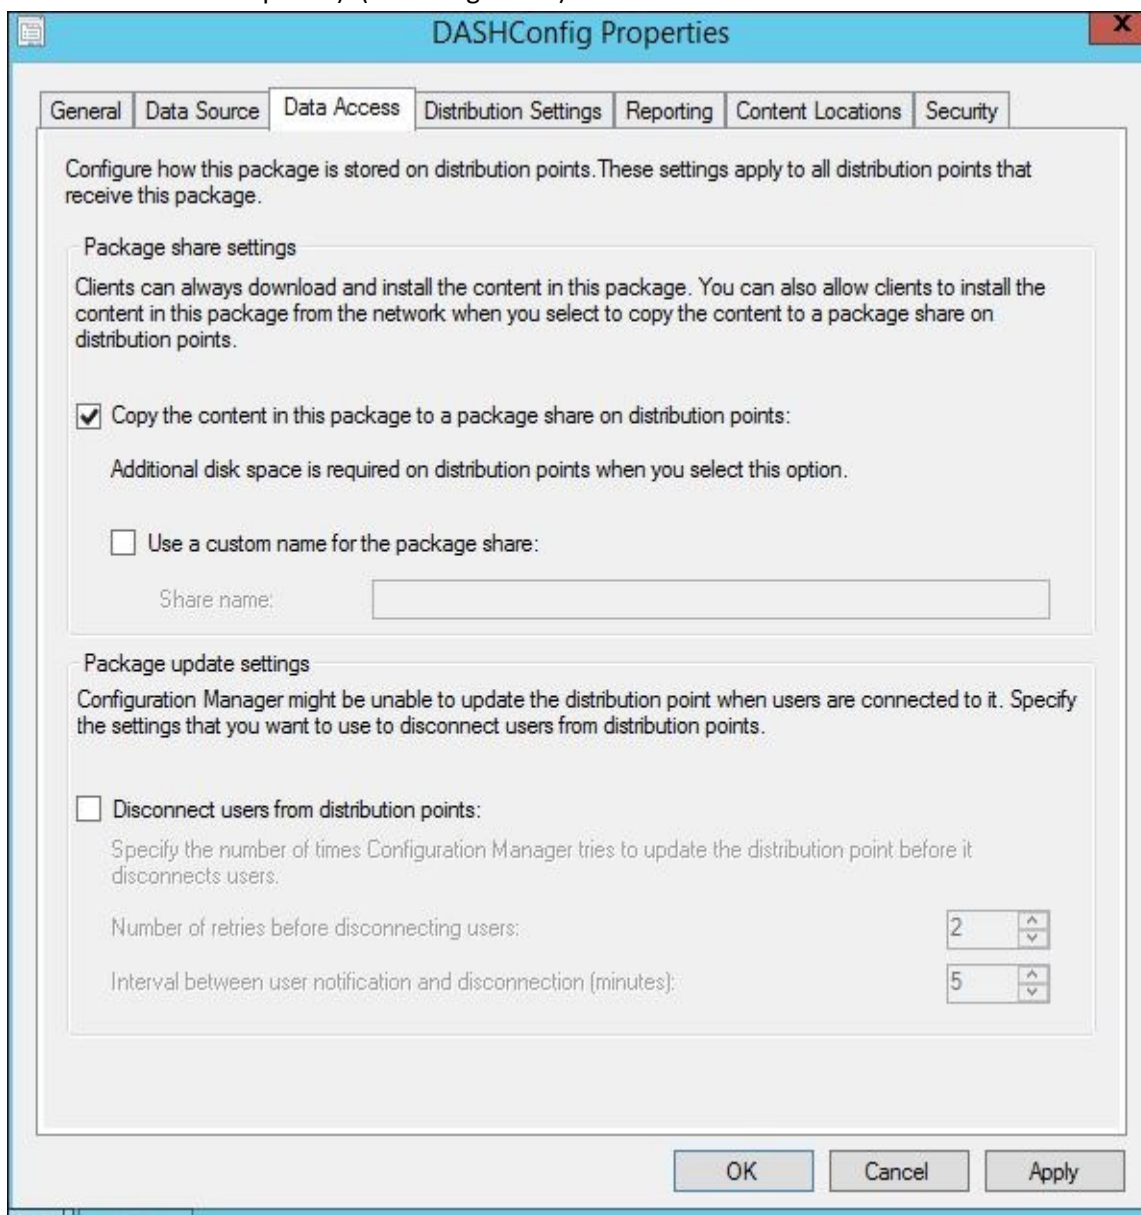 DASHConfig Properties
X
General Data Source Data Access Distribution Settings Reporting Content Locations Security
Configure how this package is stored on distribution points.These settings apply to all distribution points that
receive this package.
Package share settings
Clients can always download and install the content in this package. You can also allow clients to install the
content in this package from the network when you select to copy the content to a package share on
distribution points.
Copy the content in this package to a package share on distribution points:
Additional disk space is required on distribution points when you select this option.
Use a custom name for the package share:
Share name:
Package update settings
Configuration Manager might be unable to update the distribution point when users are connected to it. Specify
the settings that you want to use to disconnect users from distribution points.
Disconnect users from distribution points:
Specify the number of times Configuration Manager tries to update the distribution point before it
disconnects users.
Number of retries before disconnecting users: 2
Interval between user notification and disconnection (minutes): 5
OK Cancel Apply